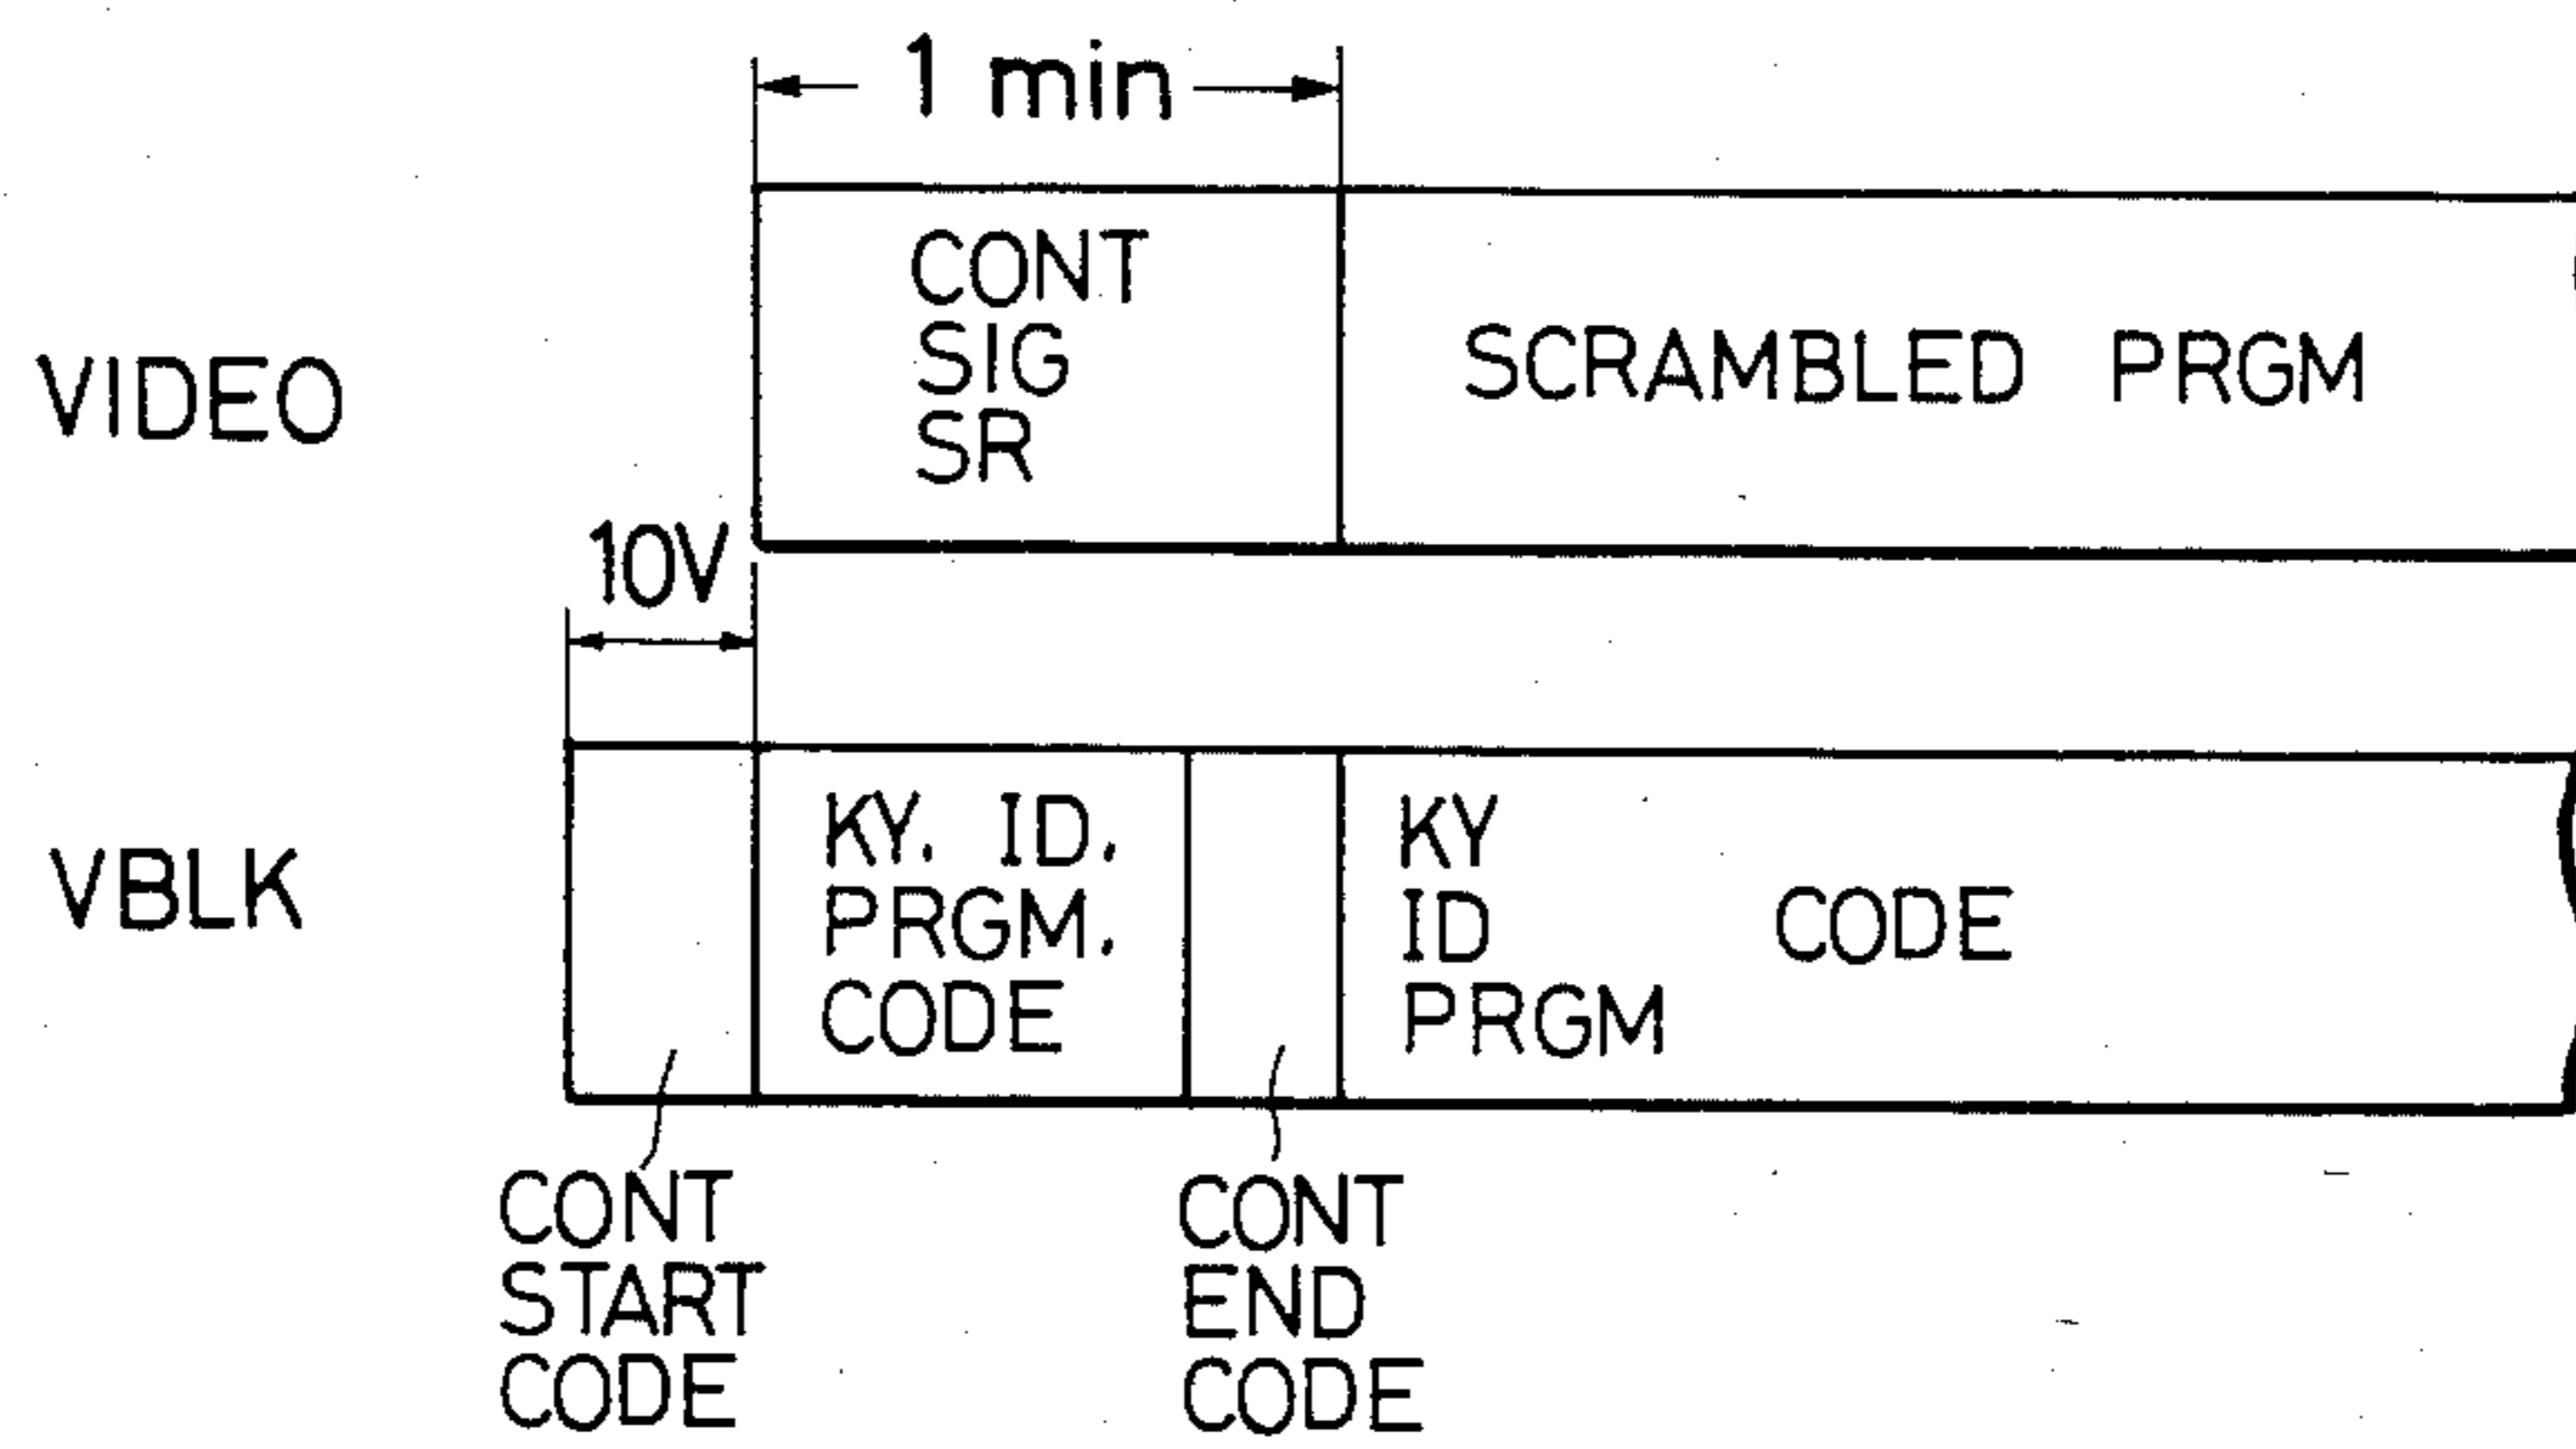 1 min
CONT
SIG
SR
SCRAMBLED PRGM
VIDEO
10V
VBLK
KY. ID.
PRGM.
CODE
KY
ID CODE
PRGM
CONT
START
CODE
CONT
END
CODE